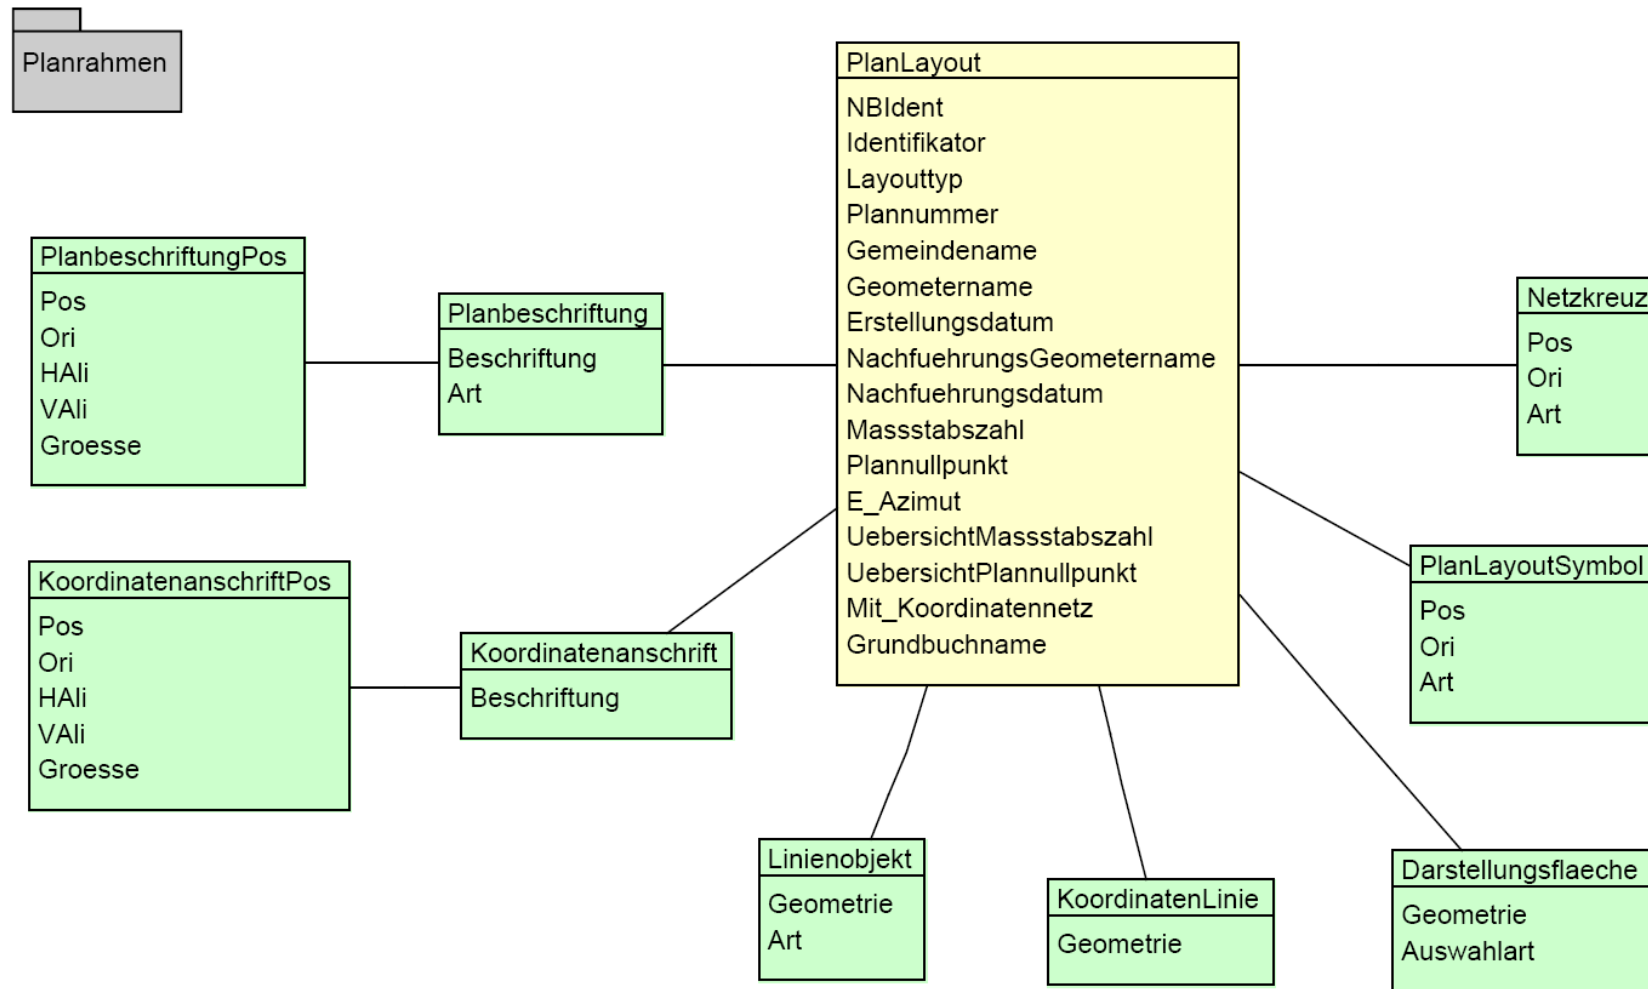 Planrahmen
PlanLayout
NBIdent
Identifikator
Layouttyp
Plannummer
Gemeindename
Geometername
Erstellungsdatum
NachfuehrungsGeometername
Nachfuehrungsdatum
Massstabszahl
Plannullpunkt
E_Azimut
UebersichtMassstabszahl
UebersichtPlannullpunkt
Mit_Koordinatennetz
Grundbuchname
PlanbeschriftungPos
Pos
Ori
HAli
VAli
Groesse
Planbeschriftung
Beschriftung
Art
Netzkreuz
Pos
Ori
Art
KoordinatenanschriftPos
Pos
Ori
HAli
VAli
Groesse
Koordinatenanschrift
Beschriftung
PlanLayoutSymbol
Pos
Ori
Art
Linienobjekt
Geometrie
Art
KoordinatenLinie
Geometrie
Darstellungsflaeche
Geometrie
Auswahlart